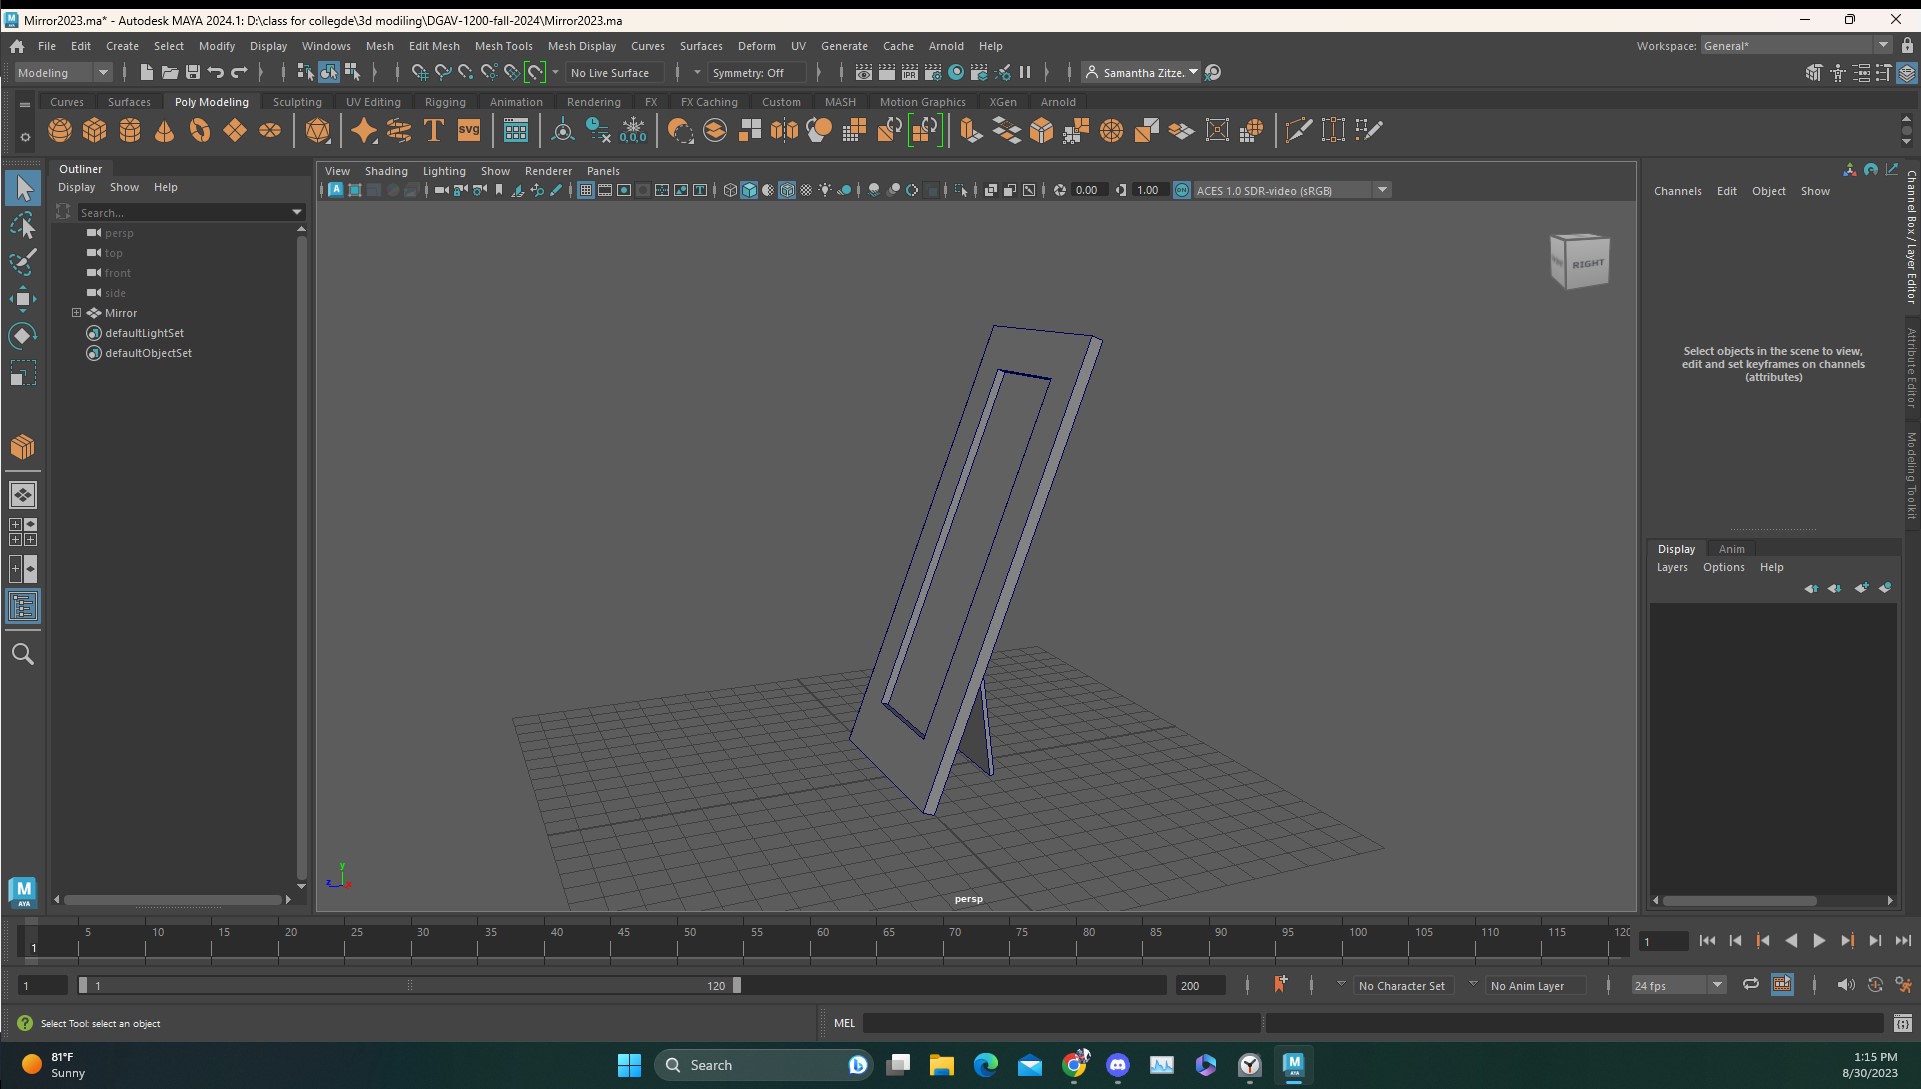 Mirror2023.ma* - Autodesk MAYA 2024.1: D:\class for collegde\3d modiling\DGAV-1200-fall-2024\Mirror2023.ma
File Edit Create Select Modify Display Windows Mesh Edit Mesh Mesh Tools Mesh Display Curves Surfaces Deform UV Generate Cache Arnold Help
Workspace: General*
Modeling
No Live Surface
Symmetry: Off
IPR
Samantha Zitze.
Curves Surfaces Poly Modeling Sculpting UV Editing Rigging Animation Rendering FX FX Caching Custom MASH Motion Graphics XGen Arnold
T SVG 0,0,0
Outliner
Display Show Help
Search...
persp
top
front
side
Mirror
defaultLightSet
defaultObjectSet
View Shading Lighting Show Renderer Panels
0.00 1.00 ON ACES 1.0 SDR-video (sRGB)
RIGHT
y
z x
persp
Channels Edit Object Show
Select objects in the scene to view,
edit and set keyframes on channels
(attributes)
Channel Box / Layer Editor
Attribute Editor
Modeling Toolkit
Display Anim
Layers Options Help
M
AYA
5 10 15 20 25 30 35 40 45 50 55 60 65 70 75 80 85 90 95 100 105 110 115 120
1
1
1 1 120 200
No Character Set
No Anim Layer
24 fps
Select Tool: select an object
MEL
81°F
Sunny
Search
1:15 PM
8/30/2023